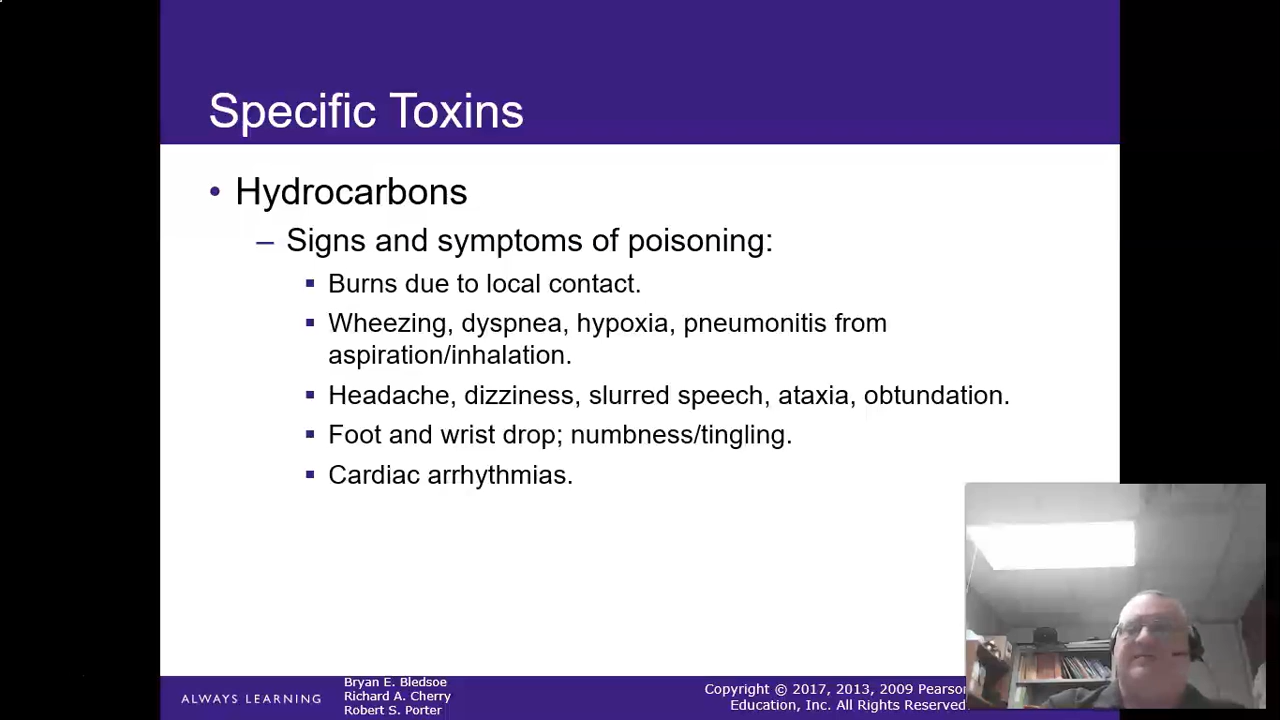 Specific Toxins
• Hydrocarbons
– Signs and symptoms of poisoning:
▪ Burns due to local contact.
▪ Wheezing, dyspnea, hypoxia, pneumonitis from
aspiration/inhalation.
▪ Headache, dizziness, slurred speech, ataxia, obtundation.
▪ Foot and wrist drop; numbness/tingling.
▪ Cardiac arrhythmias.
ALWAYS LEARNING
Bryan E. Bledsoe
Richard A. Cherry
Robert S. Porter
Copyright © 2017, 2013, 2009 Pearson
Education, Inc. All Rights Reserved.